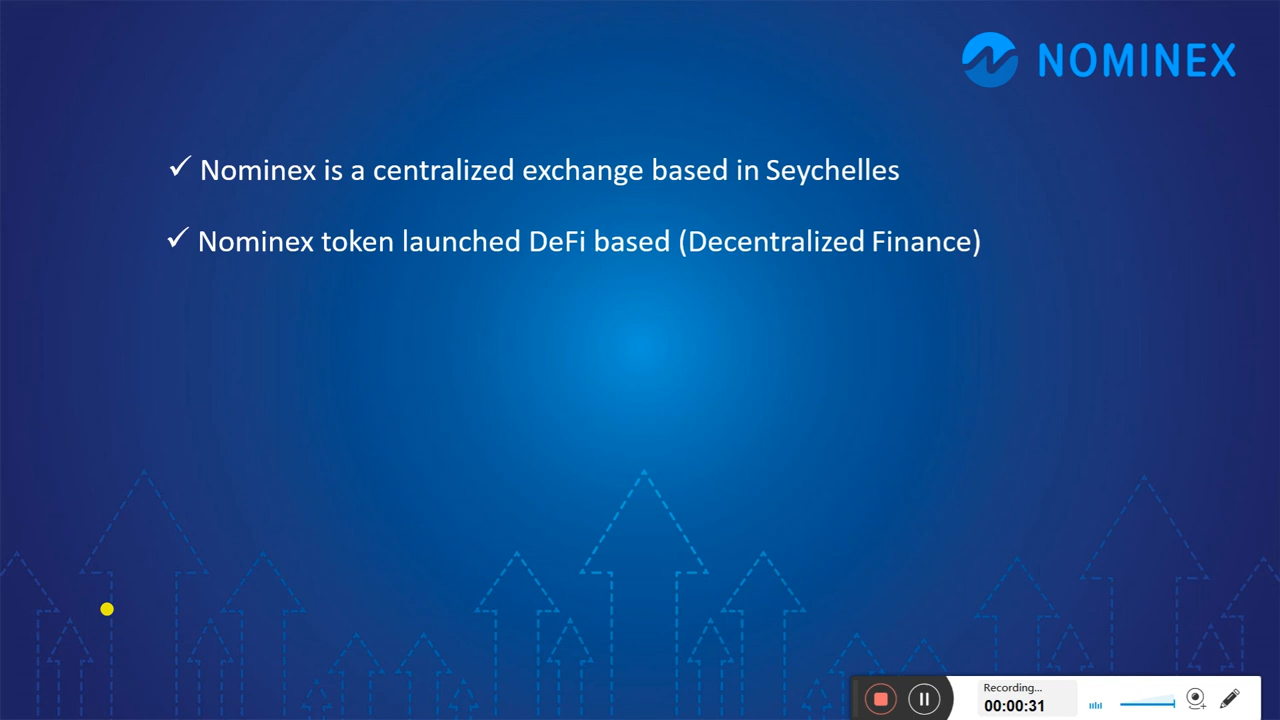 NOMINEX
✓ Nominex is a centralized exchange based in Seychelles
✓ Nominex token launched DeFi based (Decentralized Finance)
Recording...
00:00:31